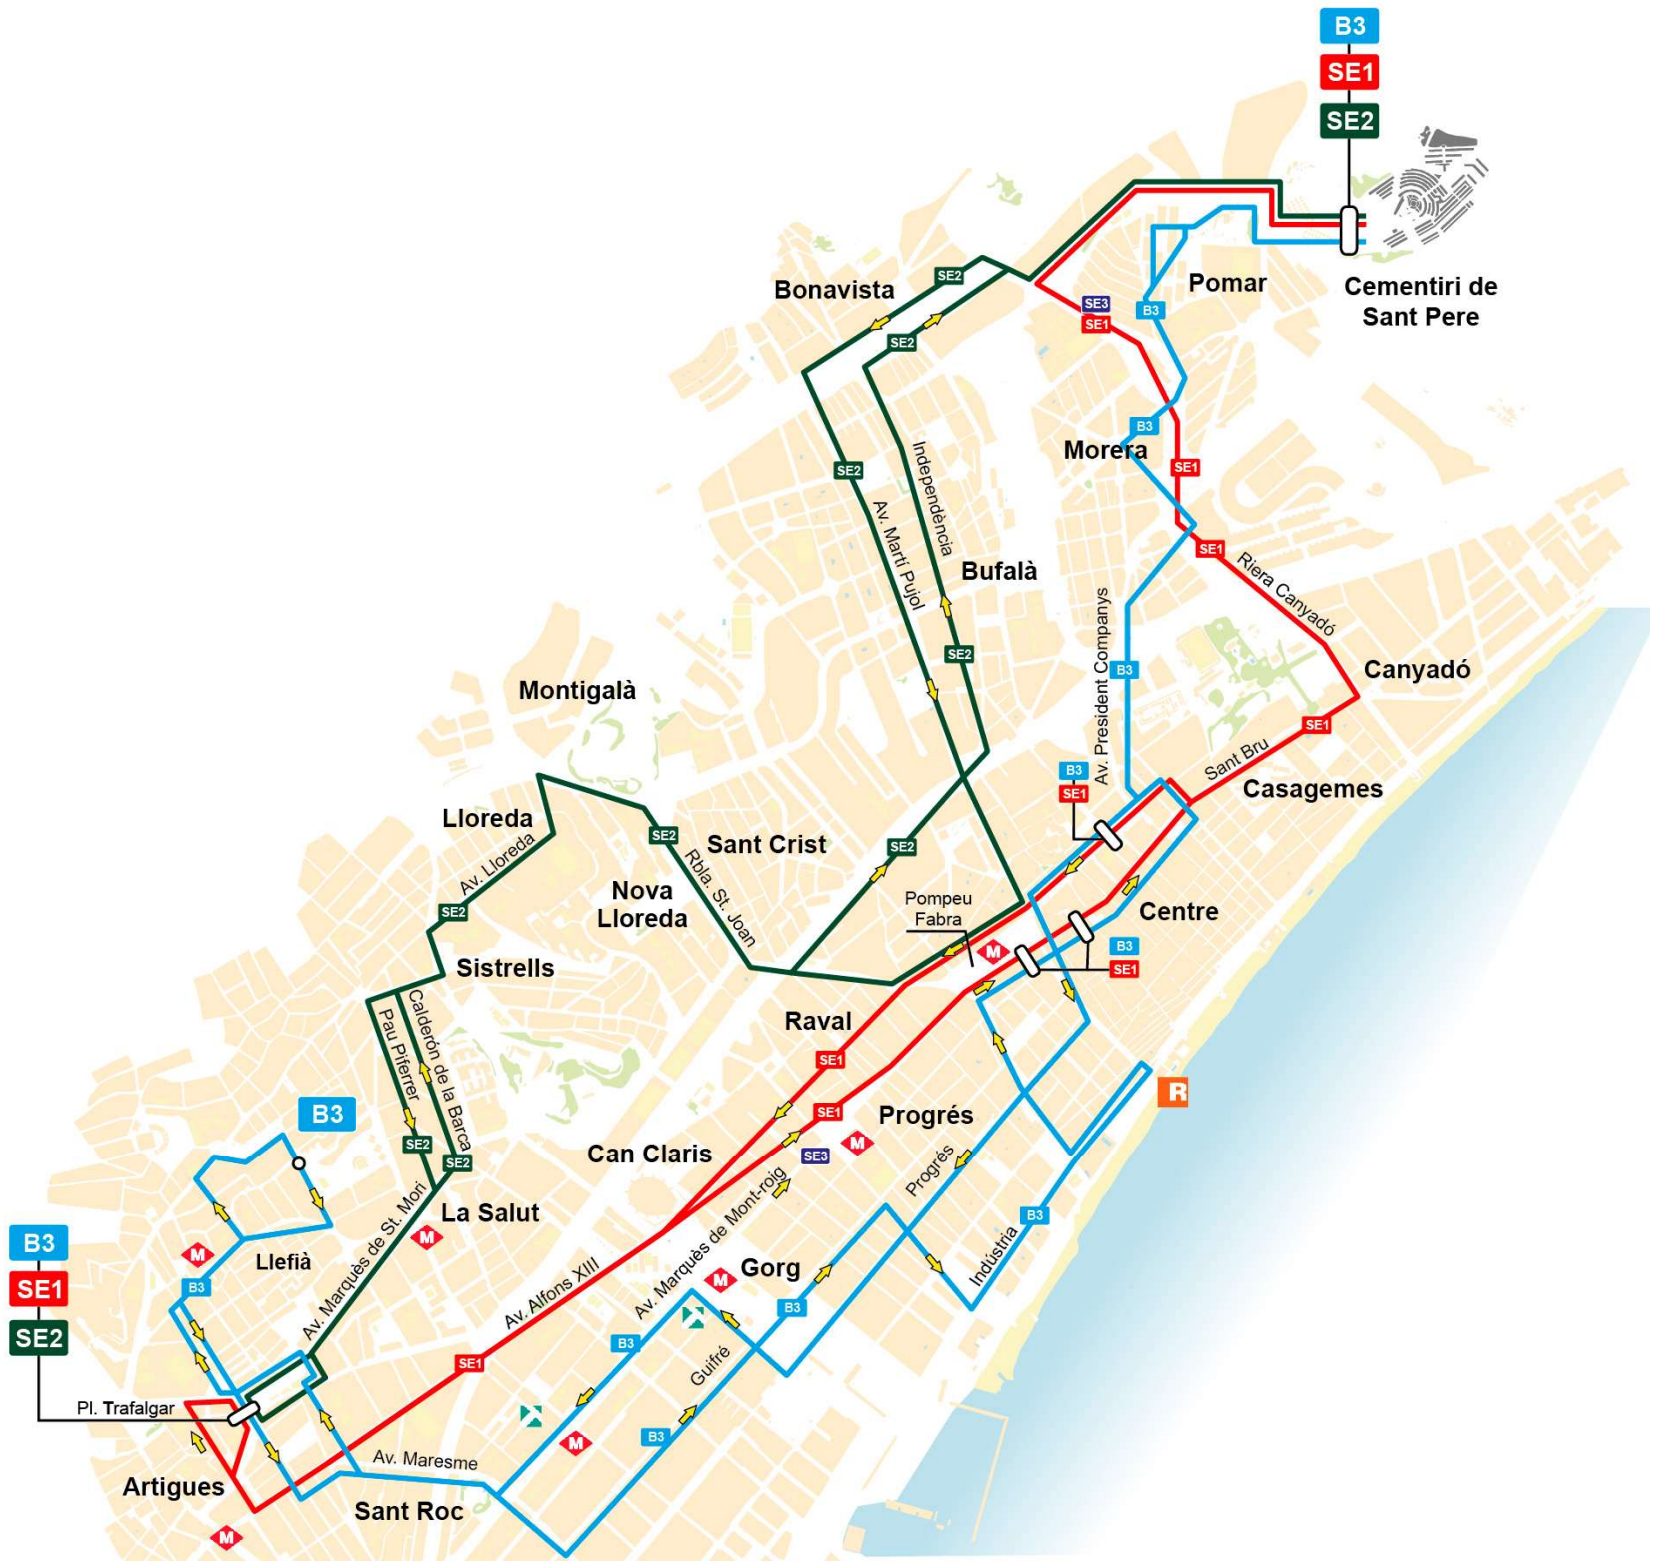 B3
SE1
SE2
Cementiri de
Sant Pere
Pomar
Bonavista
SE2
SE3
SE1
B3
SE2
Morera
B3
SE1
SE2
Independència
Av. Martí Pujol
SE1
Riera Canyadó
Bufalà
Av. President Companys
SE2
B3
Canyadó
Montigalà
SE1
Sant Bru
Casagemes
B3
SE1
Lloreda
Av. Lloreda
SE2
Sant Crist
SE2
Rbla. St. Joan
Nova
Lloreda
Pompeu
Fabra
Centre
SE2
M
B3
SE1
Sistrells
Calderón de la Barca
Pau Piferrer
Raval
SE1
R
B3
SE1
Progrés
M
SE2
SE2
Can Claris
SE3
Progrés
Av. Marquès de St. Mori
La Salut
M
Av. Marquès de Mont-roig
B3
Indústria
M
Llefià
B3
B3
SE1
SE2
Av. Alfons XIII
M
Gorg
B3
B3
SE1
Guifré
Pl. Trafalgar
B3
M
Av. Maresme
Artigues
Sant Roc
M